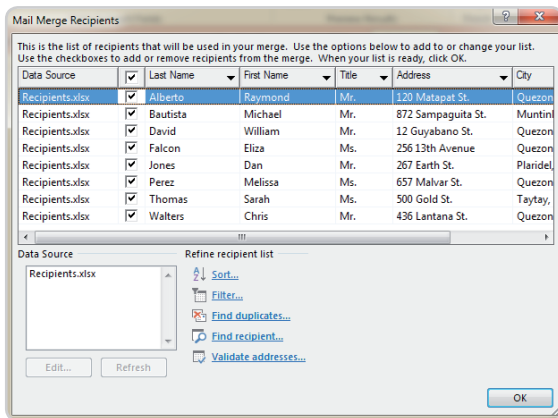 Mail Merge Recipients
This is the list of recipients that will be used in your merge. Use the options below to add to or change your list.
Use the checkboxes to add or remove recipients from the merge. When your list is ready, click OK.
Data Source Last Name First Name Title Address City
Recipients.xlsx Alberto Raymond Mr. 120 Matapat St. Quezon
Recipients.xlsx Bautista Michael Mr. 872 Sampaguita St. Muntinl
Recipients.xlsx David William Mr. 12 Guyabano St. Quezon
Recipients.xlsx Falcon Eliza Ms. 256 13th Avenue Quezon
Recipients.xlsx Jones Dan Mr. 267 Earth St. Plaridel,
Recipients.xlsx Perez Melissa Ms. 657 Malvar St. Quezon
Recipients.xlsx Thomas Sarah Ms. 500 Gold St. Taytay,
Recipients.xlsx Walters Chris Mr. 436 Lantana St. Quezon
Data Source Refine recipient list
Recipients.xlsx
Sort...
Filter...
Find duplicates...
Find recipient...
Validate addresses...
Edit... Refresh
OK